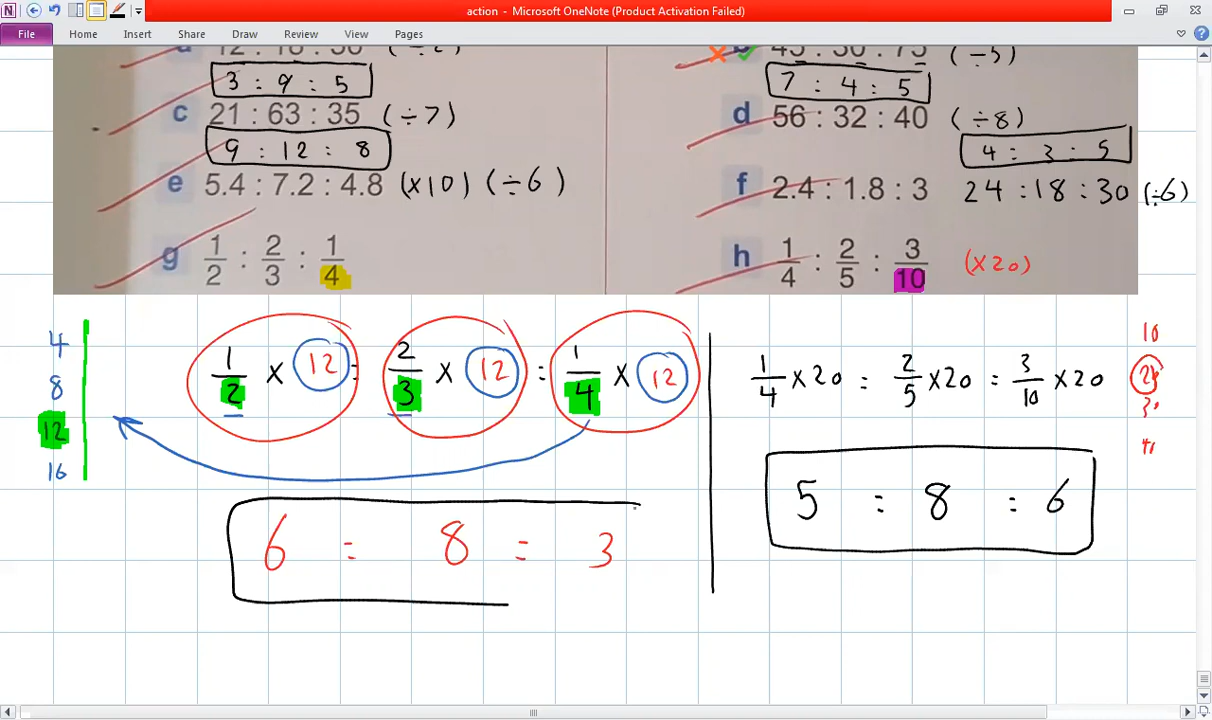 action - Microsoft OneNote (Product Activation Failed)
File Home Insert Share Draw Review View Pages
3 : 9 : 5
7 : 4 : 5
c 21 : 63 : 35 (÷7)
d 56 : 32 : 40 (÷8)
9 : 12 : 8
4 : 3 : 5
e 5.4 : 7.2 : 4.8 (×10) (÷6)
f 2.4 : 1.8 : 3 24 : 18 : 30 (÷6)
g 1/2 : 2/3 : 1/4
h 1/4 : 2/5 : 3/10 (×20)
4
8
12
16
1/2 × 12 : 2/3 × 12 : 1/4 × 12
6 : 8 : 3
1/4 × 20 : 2/5 × 20 : 3/10 × 20
10
5 : 8 : 6